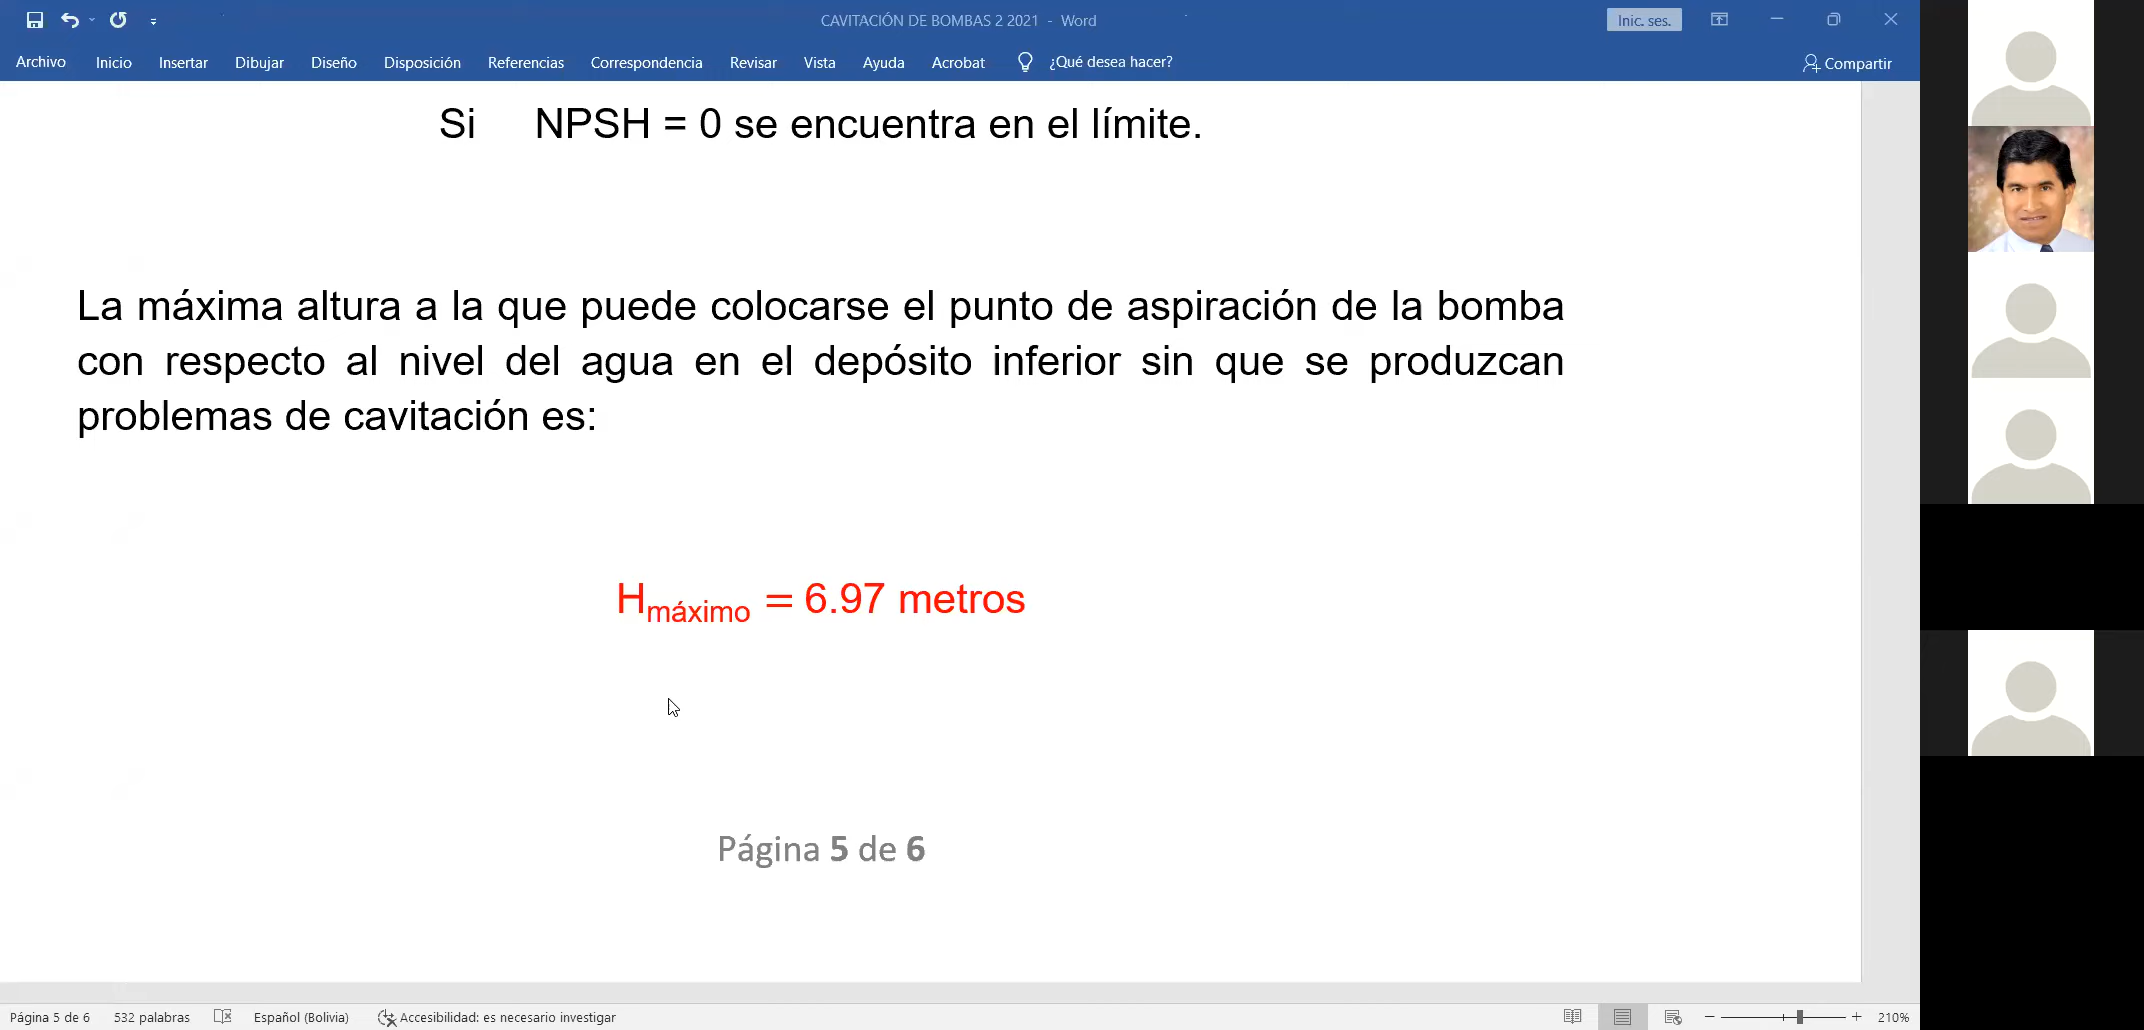 CAVITACIÓN DE BOMBAS 2 2021 - Word
Inic. ses.
Archivo Inicio Insertar Dibujar Diseño Disposición Referencias Correspondencia Revisar Vista Ayuda Acrobat ¿Qué desea hacer? Compartir
Si NPSH = 0 se encuentra en el límite.
La máxima altura a la que puede colocarse el punto de aspiración de la bomba
con respecto al nivel del agua en el depósito inferior sin que se produzcan
problemas de cavitación es:
Hmáximo = 6.97 metros
Página 5 de 6
Página 5 de 6 532 palabras Español (Bolivia) Accesibilidad: es necesario investigar 210%